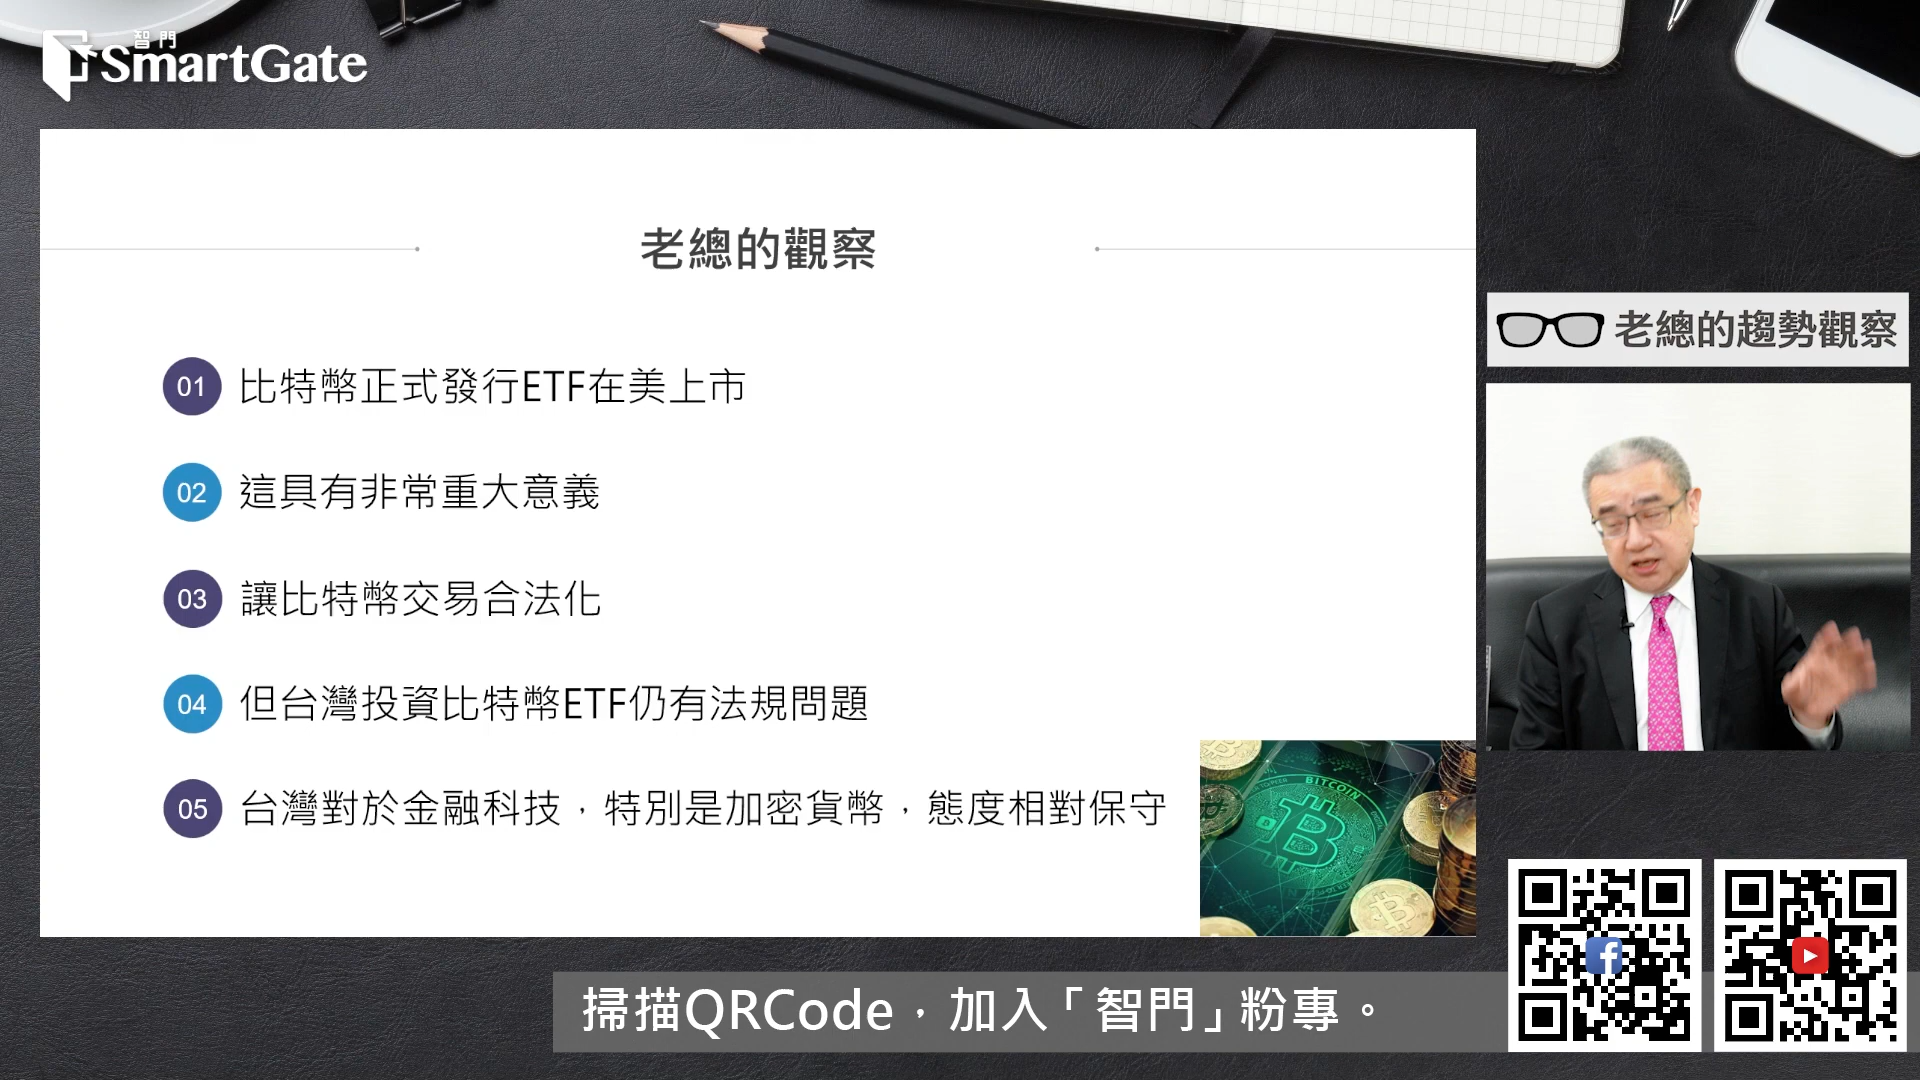 智門
SmartGate
老總的觀察
01 比特幣正式發行ETF在美上市
02 這具有非常重大意義
03 讓比特幣交易合法化
04 但台灣投資比特幣ETF仍有法規問題
05 台灣對於金融科技，特別是加密貨幣，態度相對保守
老總的趨勢觀察
BITCOIN
掃描QRCode，加入「智門」粉專。